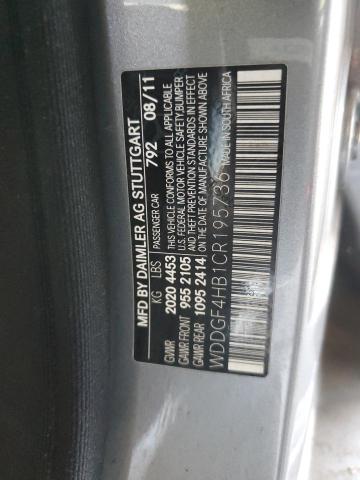 MFD BY DAIMLER AG STUTTGART
PASSENGER CAR 792 08/11
KG LBS THIS VEHICLE CONFORMS TO ALL APPLICABLE
GVWR 2020 4453 U.S. FEDERAL MOTOR VEHICLE SAFETY, BUMPER
GAWR FRONT 955 2105 AND THEFT PREVENTION STANDARDS IN EFFECT
GAWR REAR 1095 2414 ON THE DATE OF MANUFACTURE SHOWN ABOVE
WDDGF4HB1CR195736 MADE IN SOUTH AFRICA